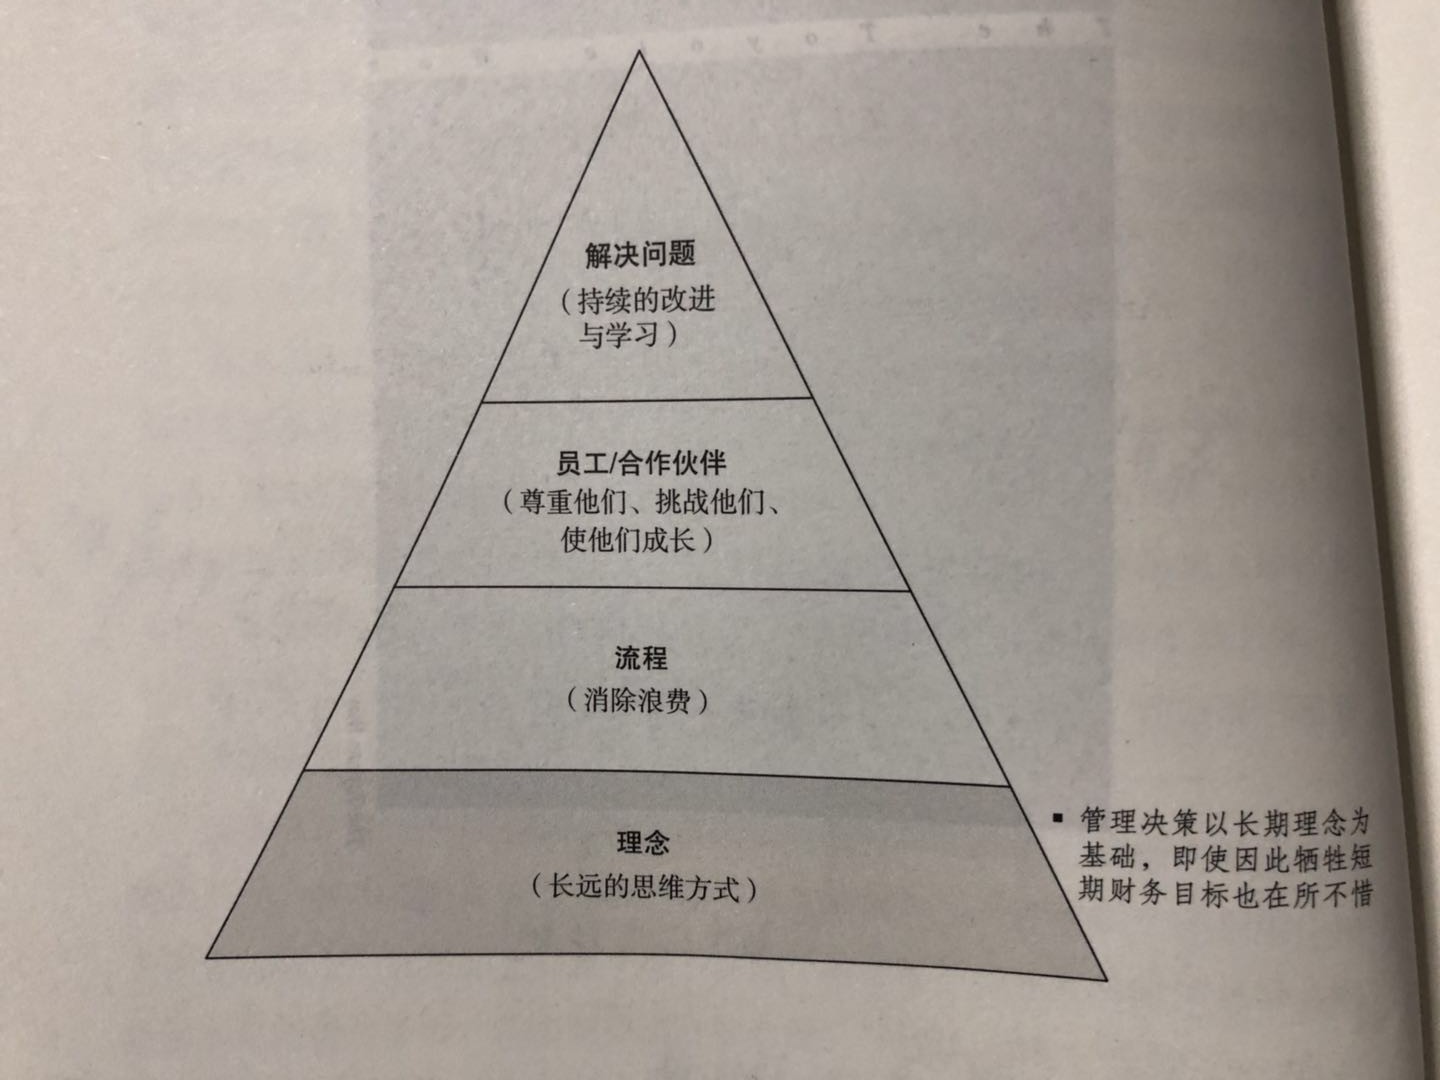 解决问题
（持续的改进
与学习）
员工/合作伙伴
（尊重他们、挑战他们、
使他们成长）
流程
（消除浪费）
理念
（长远的思维方式）
▪ 管理决策以长期理念为
基础，即使因此牺牲短
期财务目标也在所不惜